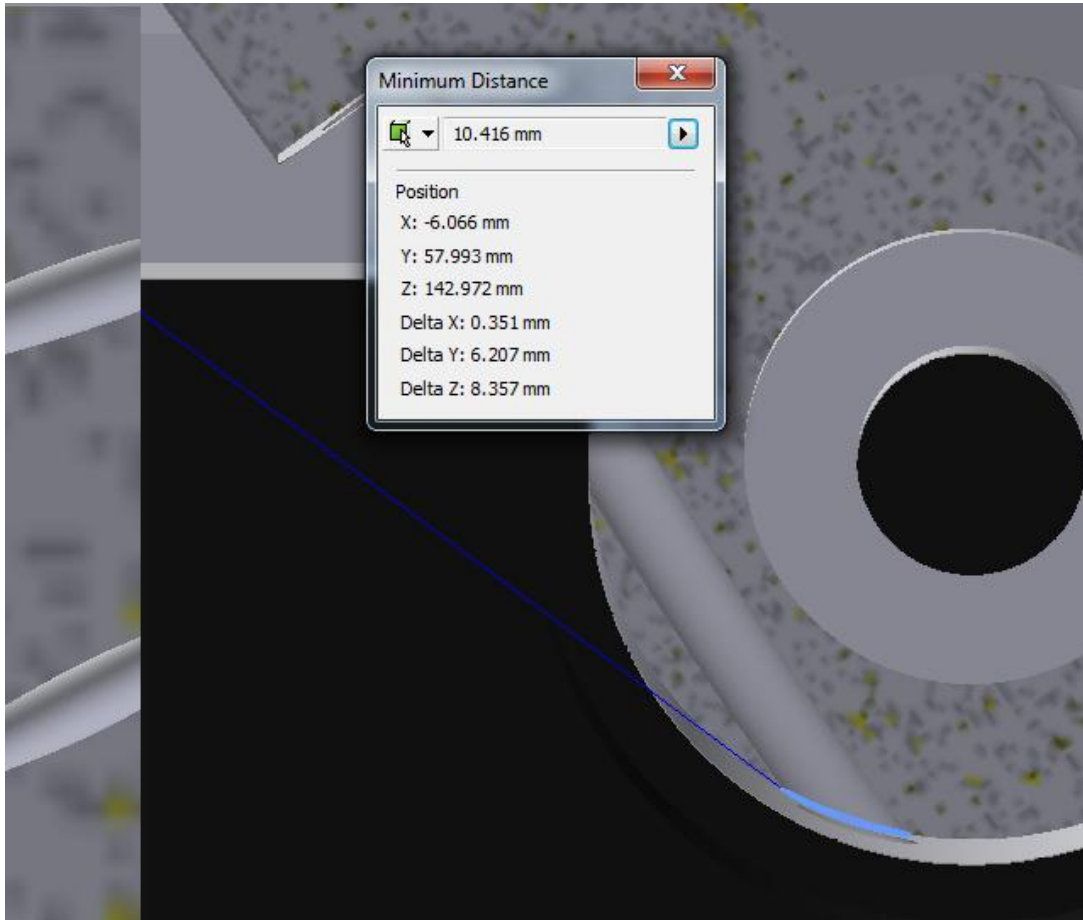 Minimum Distance
10.416 mm
Position
X: -6.066 mm
Y: 57.993 mm
Z: 142.972 mm
Delta X: 0.351 mm
Delta Y: 6.207 mm
Delta Z: 8.357 mm